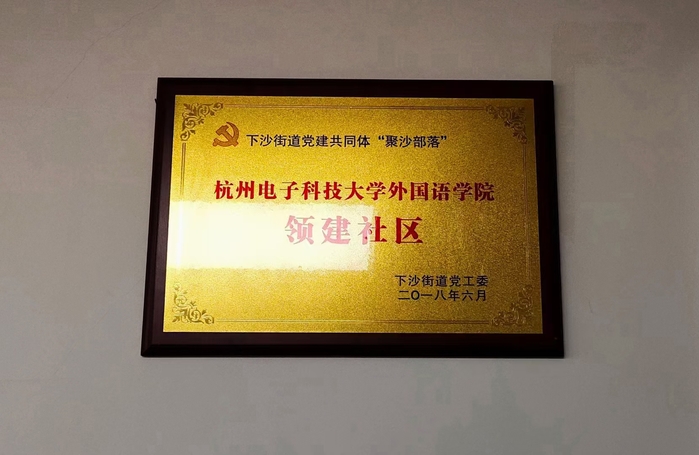 下沙街道党建共同体“聚沙部落”
杭州电子科技大学外国语学院
领建社区
下沙街道党工委
二〇一八年六月